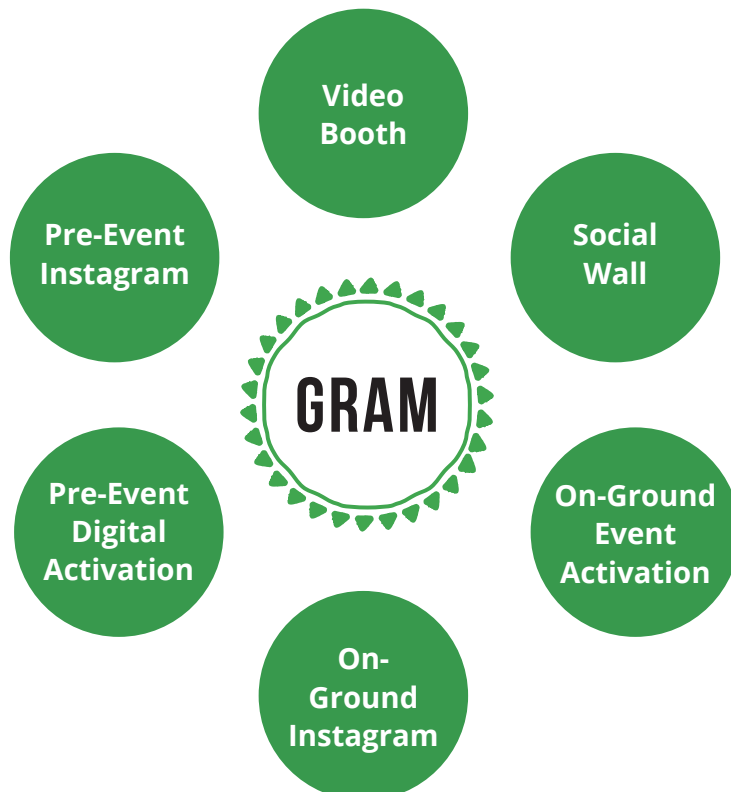 Video
Booth
Pre-Event
Instagram
Social
Wall
GRAM
Pre-Event
Digital
Activation
On-Ground
Event
Activation
On-
Ground
Instagram